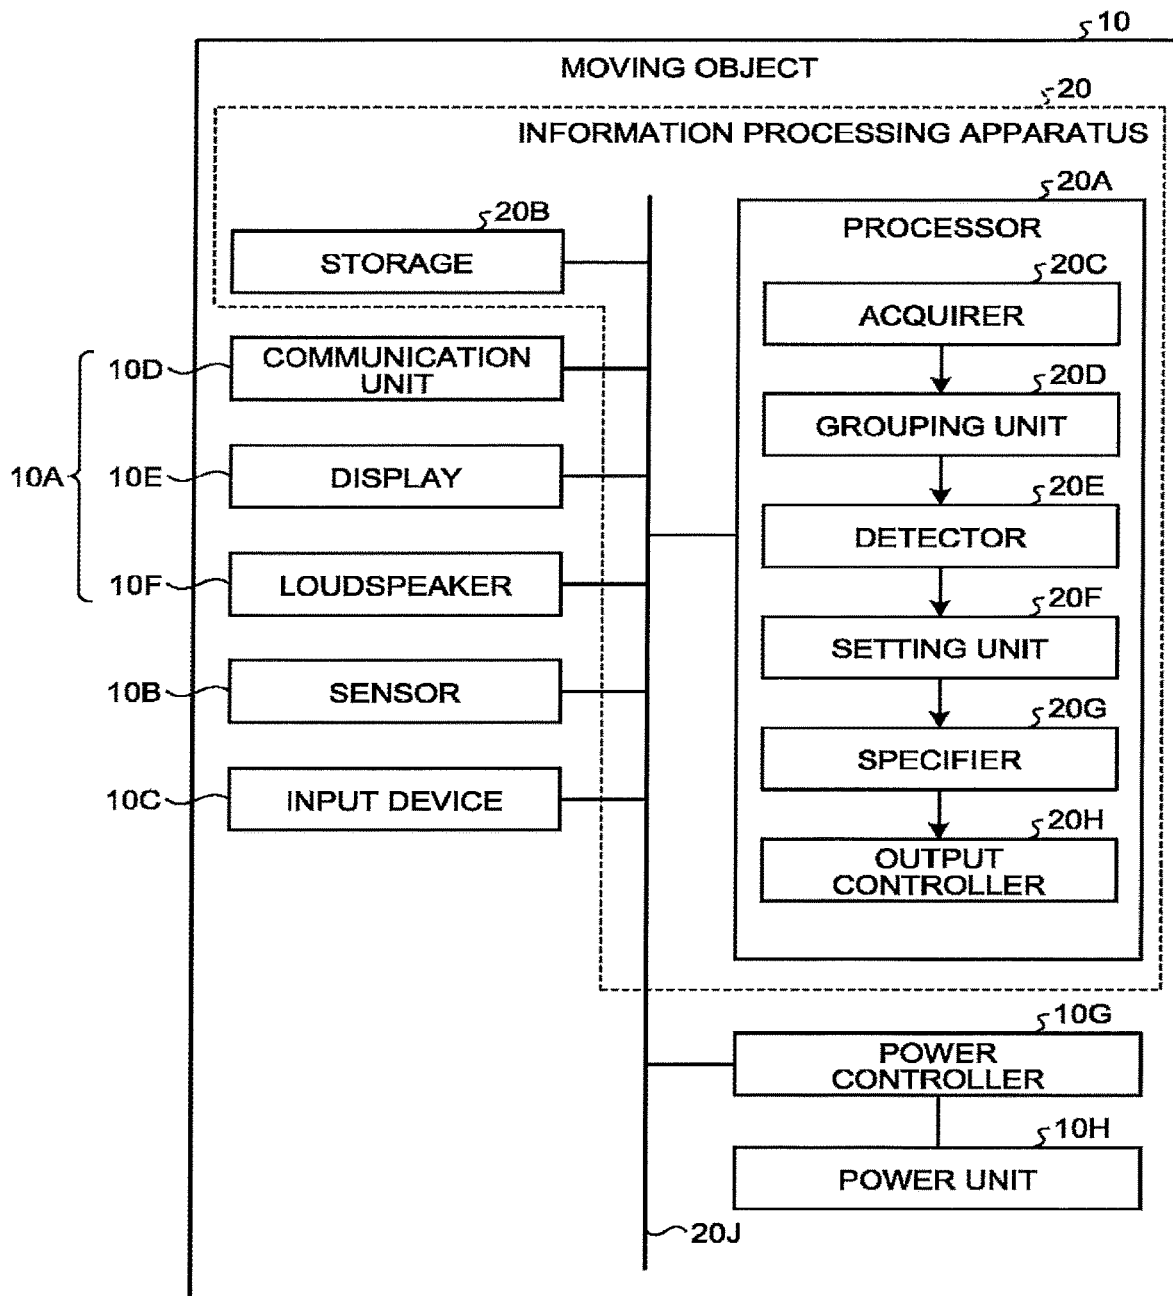 10
MOVING OBJECT
20
INFORMATION PROCESSING APPARATUS
20A
PROCESSOR
20B
STORAGE
20C
ACQUIRER
10D
COMMUNICATION
UNIT
20D
GROUPING UNIT
10A
10E
DISPLAY
20E
DETECTOR
10F
LOUDSPEAKER
20F
SETTING UNIT
10B
SENSOR
20G
SPECIFIER
10C
INPUT DEVICE
20H
OUTPUT
CONTROLLER
10G
POWER
CONTROLLER
10H
POWER UNIT
20J